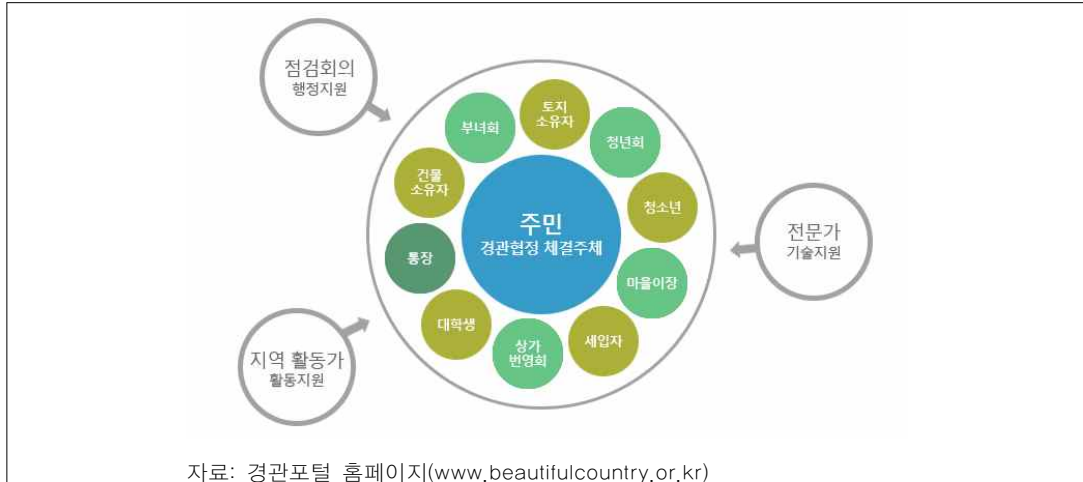 점검회의
행정지원
부녀회
토지
소유자
청년회
건물
소유자
청소년
주민
경관협정 체결주체
전문가
기술지원
통장
마을이장
대학생
세입자
상가
번영회
지역 활동가
활동지원
자료: 경관포털 홈페이지(www.beautifulcountry.or.kr)